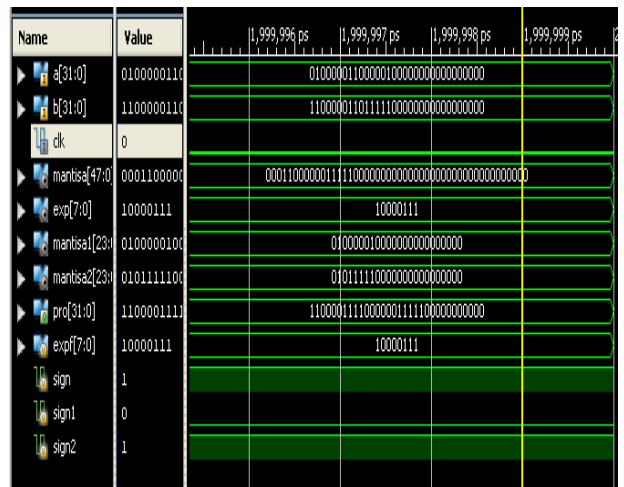 Name Value 1,999,996 ps 1,999,997 ps 1,999,998 ps 1,999,999 ps 2
a[31:0] 0100000110 01000001100000100000000000000000
b[31:0] 1100000110 11000001101111100000000000000000
clk 0
mantisa[47:0] 0001100000 000110000001111100000000000000000000000000000000
exp[7:0] 10000111 10000111
mantisa1[23:0 0100000100 010000010000000000000000
mantisa2[23:0 0101111100 010111110000000000000000
pro[31:0] 1100001111 11000011110000001111100000000000
expf[7:0] 10000111 10000111
sign 1
sign1 0
sign2 1